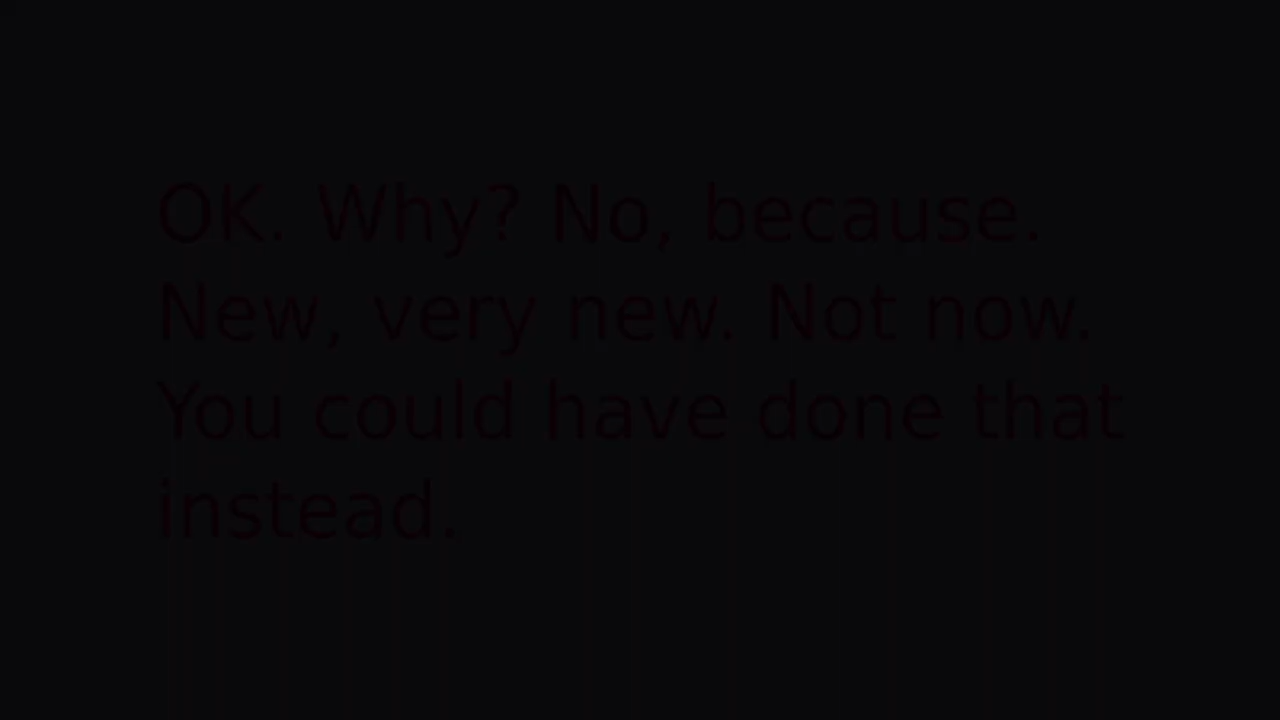 OK. Why? No, because.
New, very new. Not now.
You could have done that
instead.